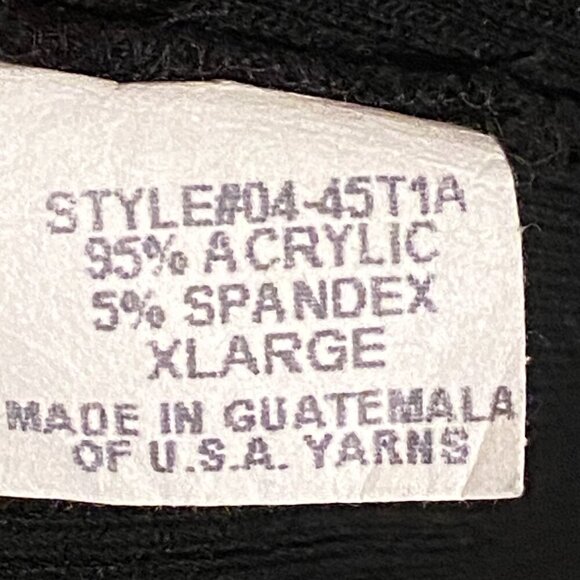 STYLE#04-45T1A
95% ACRYLIC
5% SPANDEX
XLARGE
MADE IN GUATEMALA
OF U.S.A. YARNS